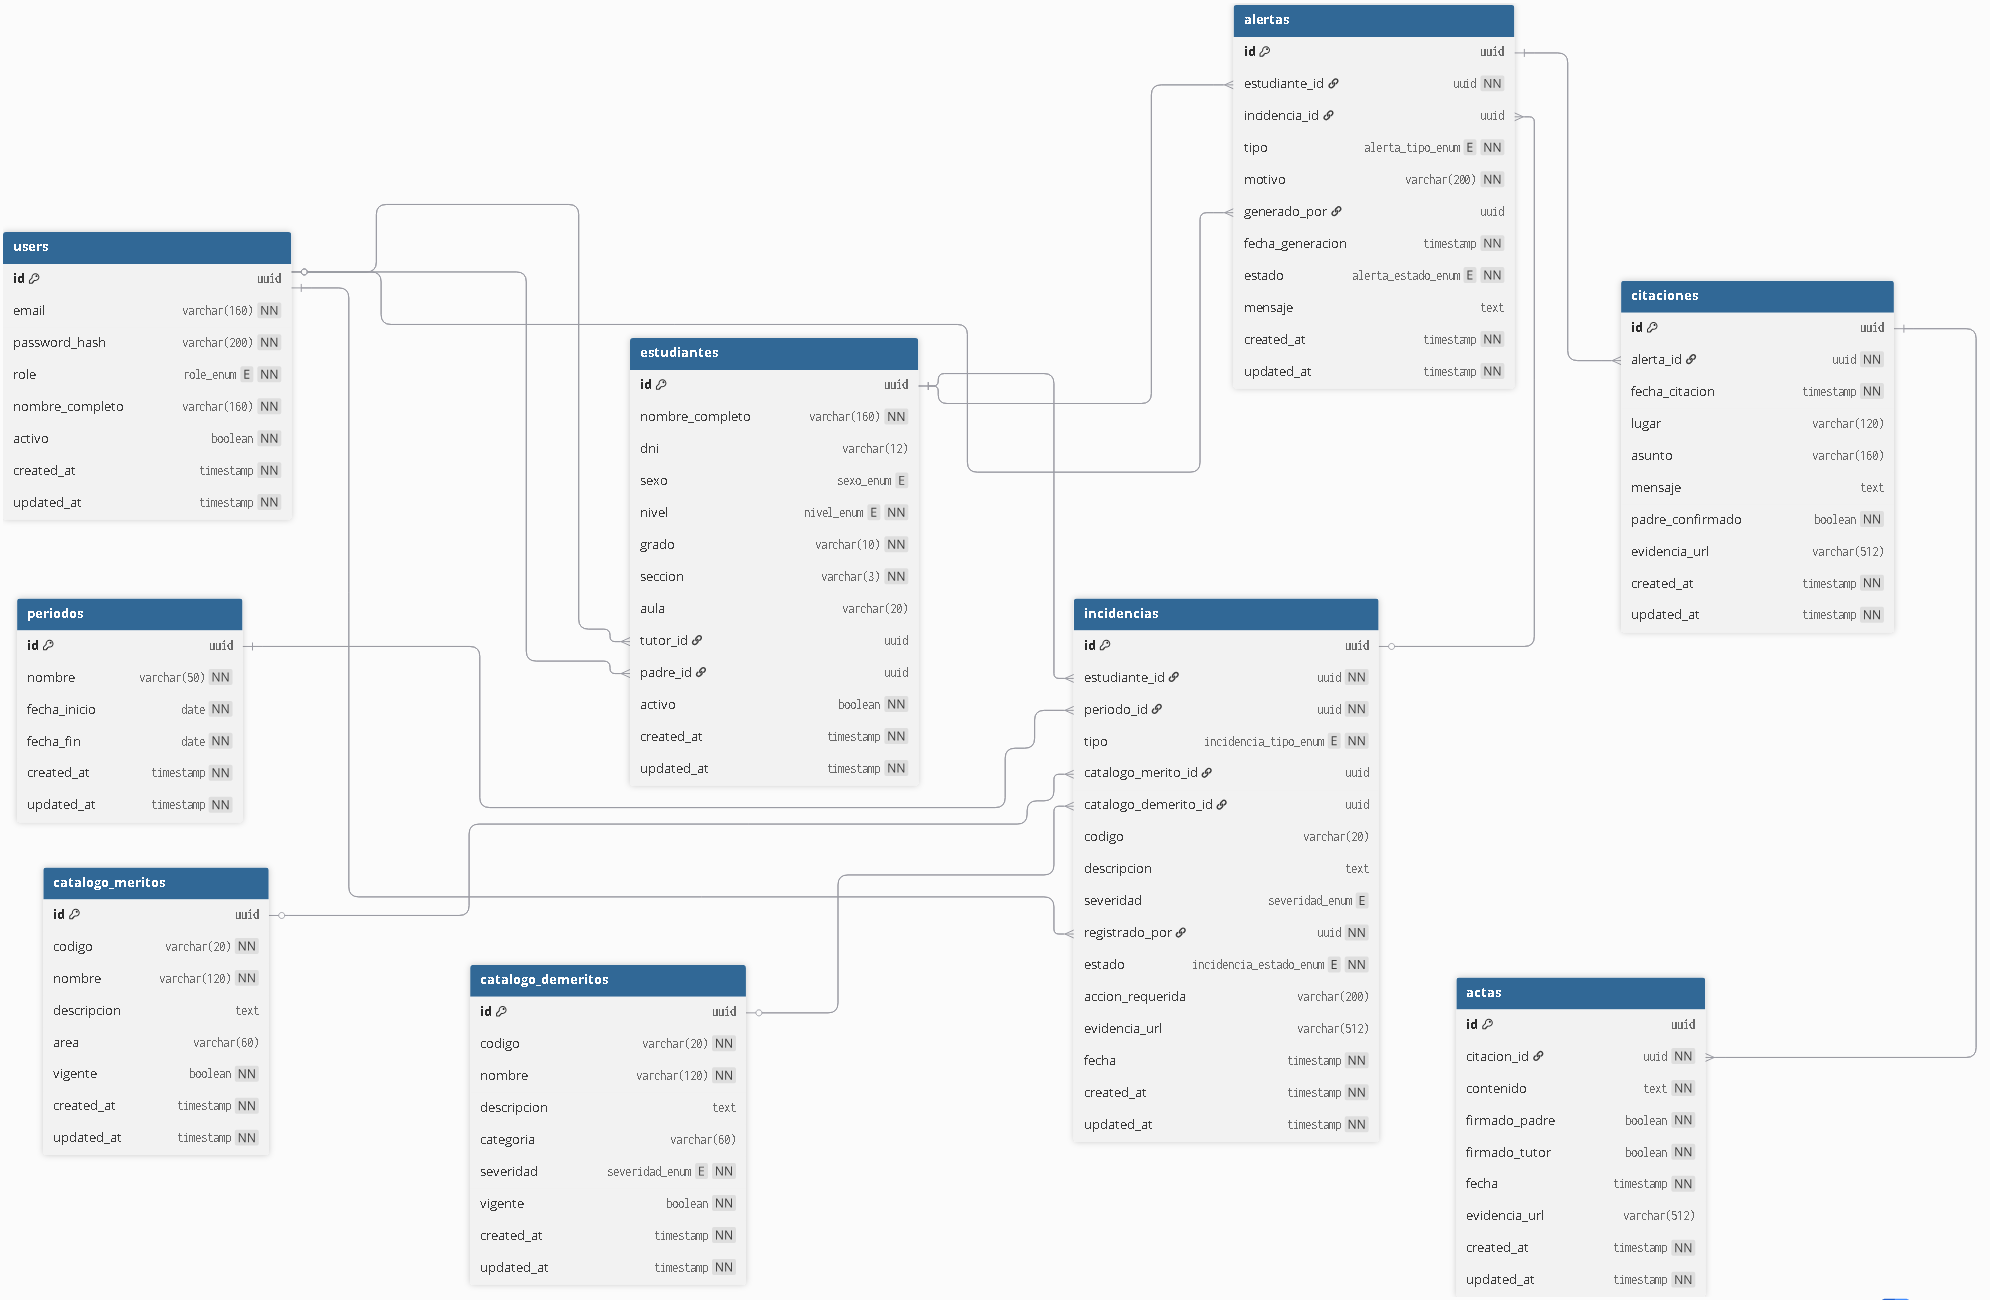 alertas
id uuid
estudiante_id uuid NN
incidencia_id uuid
tipo alerta_tipo_enum E NN
motivo varchar(200) NN
generado_por uuid
fecha_generacion timestamp NN
estado alerta_estado_enum E NN
mensaje text
created_at timestamp NN
updated_at timestamp NN
users
id uuid
email varchar(160) NN
password_hash varchar(200) NN
role role_enum E NN
nombre_completo varchar(160) NN
activo boolean NN
created_at timestamp NN
updated_at timestamp NN
citaciones
id uuid
alerta_id uuid NN
fecha_citacion timestamp NN
lugar varchar(120)
asunto varchar(160)
mensaje text
padre_confirmado boolean NN
evidencia_url varchar(512)
created_at timestamp NN
updated_at timestamp NN
estudiantes
id uuid
nombre_completo varchar(160) NN
dni varchar(12)
sexo sexo_enum E
nivel nivel_enum E NN
grado varchar(10) NN
seccion varchar(3) NN
aula varchar(20)
tutor_id uuid
padre_id uuid
activo boolean NN
created_at timestamp NN
updated_at timestamp NN
periodos
id uuid
nombre varchar(50) NN
fecha_inicio date NN
fecha_fin date NN
created_at timestamp NN
updated_at timestamp NN
incidencias
id uuid
estudiante_id uuid NN
periodo_id uuid NN
tipo incidencia_tipo_enum E NN
catalogo_merito_id uuid
catalogo_demerito_id uuid
codigo varchar(20)
descripcion text
severidad severidad_enum E
registrado_por uuid NN
estado incidencia_estado_enum E NN
accion_requerida varchar(200)
evidencia_url varchar(512)
fecha timestamp NN
created_at timestamp NN
updated_at timestamp NN
catalogo_meritos
id uuid
codigo varchar(20) NN
nombre varchar(120) NN
descripcion text
area varchar(60)
vigente boolean NN
created_at timestamp NN
updated_at timestamp NN
catalogo_demeritos
id uuid
codigo varchar(20) NN
nombre varchar(120) NN
descripcion text
categoria varchar(60)
severidad severidad_enum E NN
vigente boolean NN
created_at timestamp NN
updated_at timestamp NN
actas
id uuid
citacion_id uuid NN
contenido text NN
firmado_padre boolean NN
firmado_tutor boolean NN
fecha timestamp NN
evidencia_url varchar(512)
created_at timestamp NN
updated_at timestamp NN